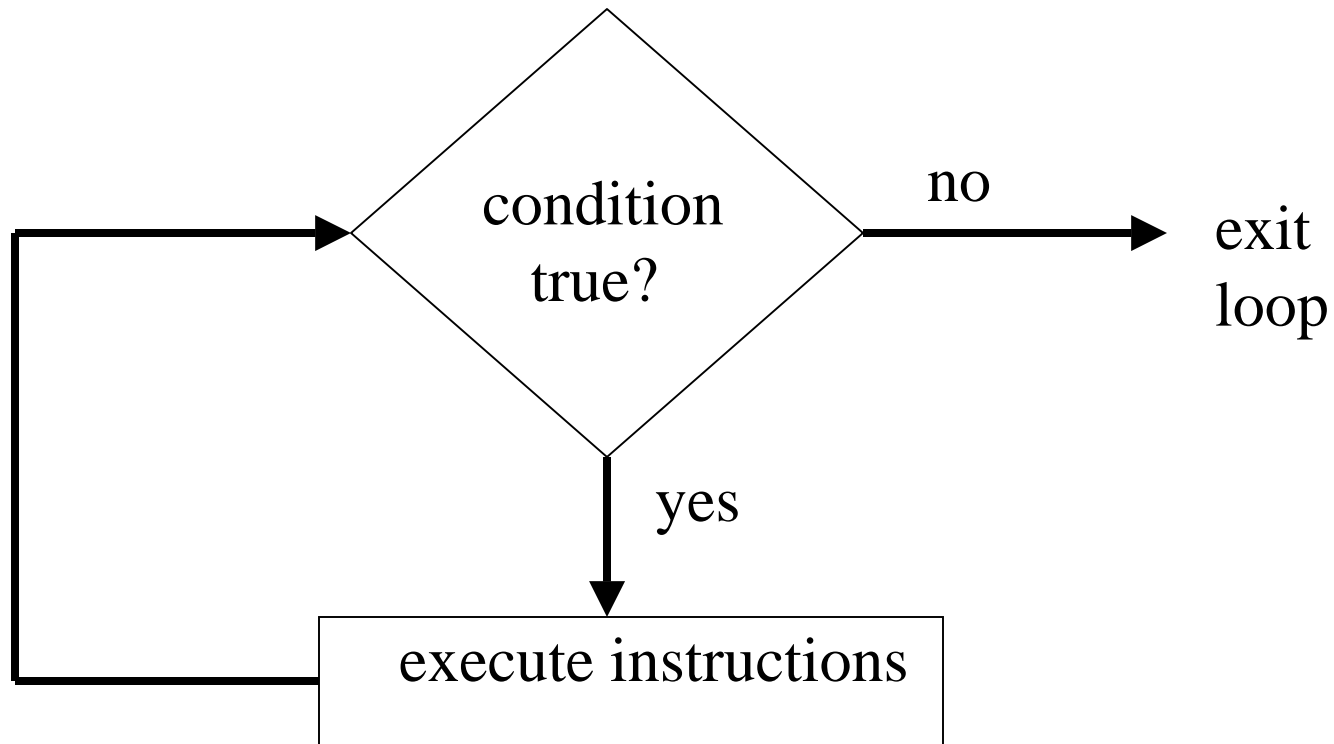 condition
true?
no
exit
loop
yes
execute instructions